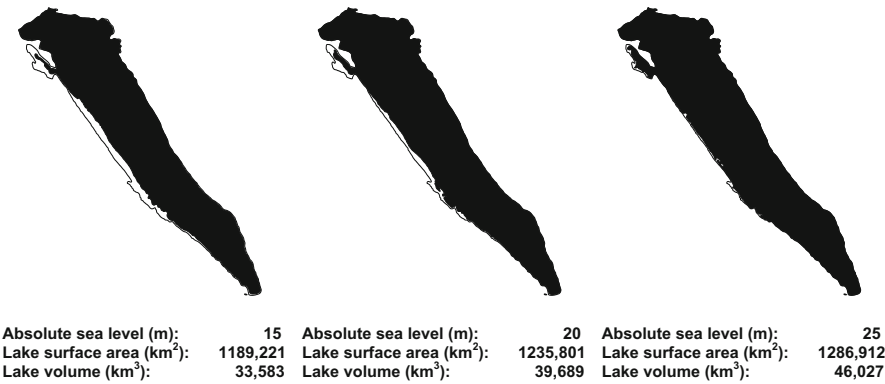 Absolute sea level (m): 15
Lake surface area (km²): 1189,221
Lake volume (km³): 33,583
Absolute sea level (m): 20
Lake surface area (km²): 1235,801
Lake volume (km³): 39,689
Absolute sea level (m): 25
Lake surface area (km²): 1286,912
Lake volume (km³): 46,027